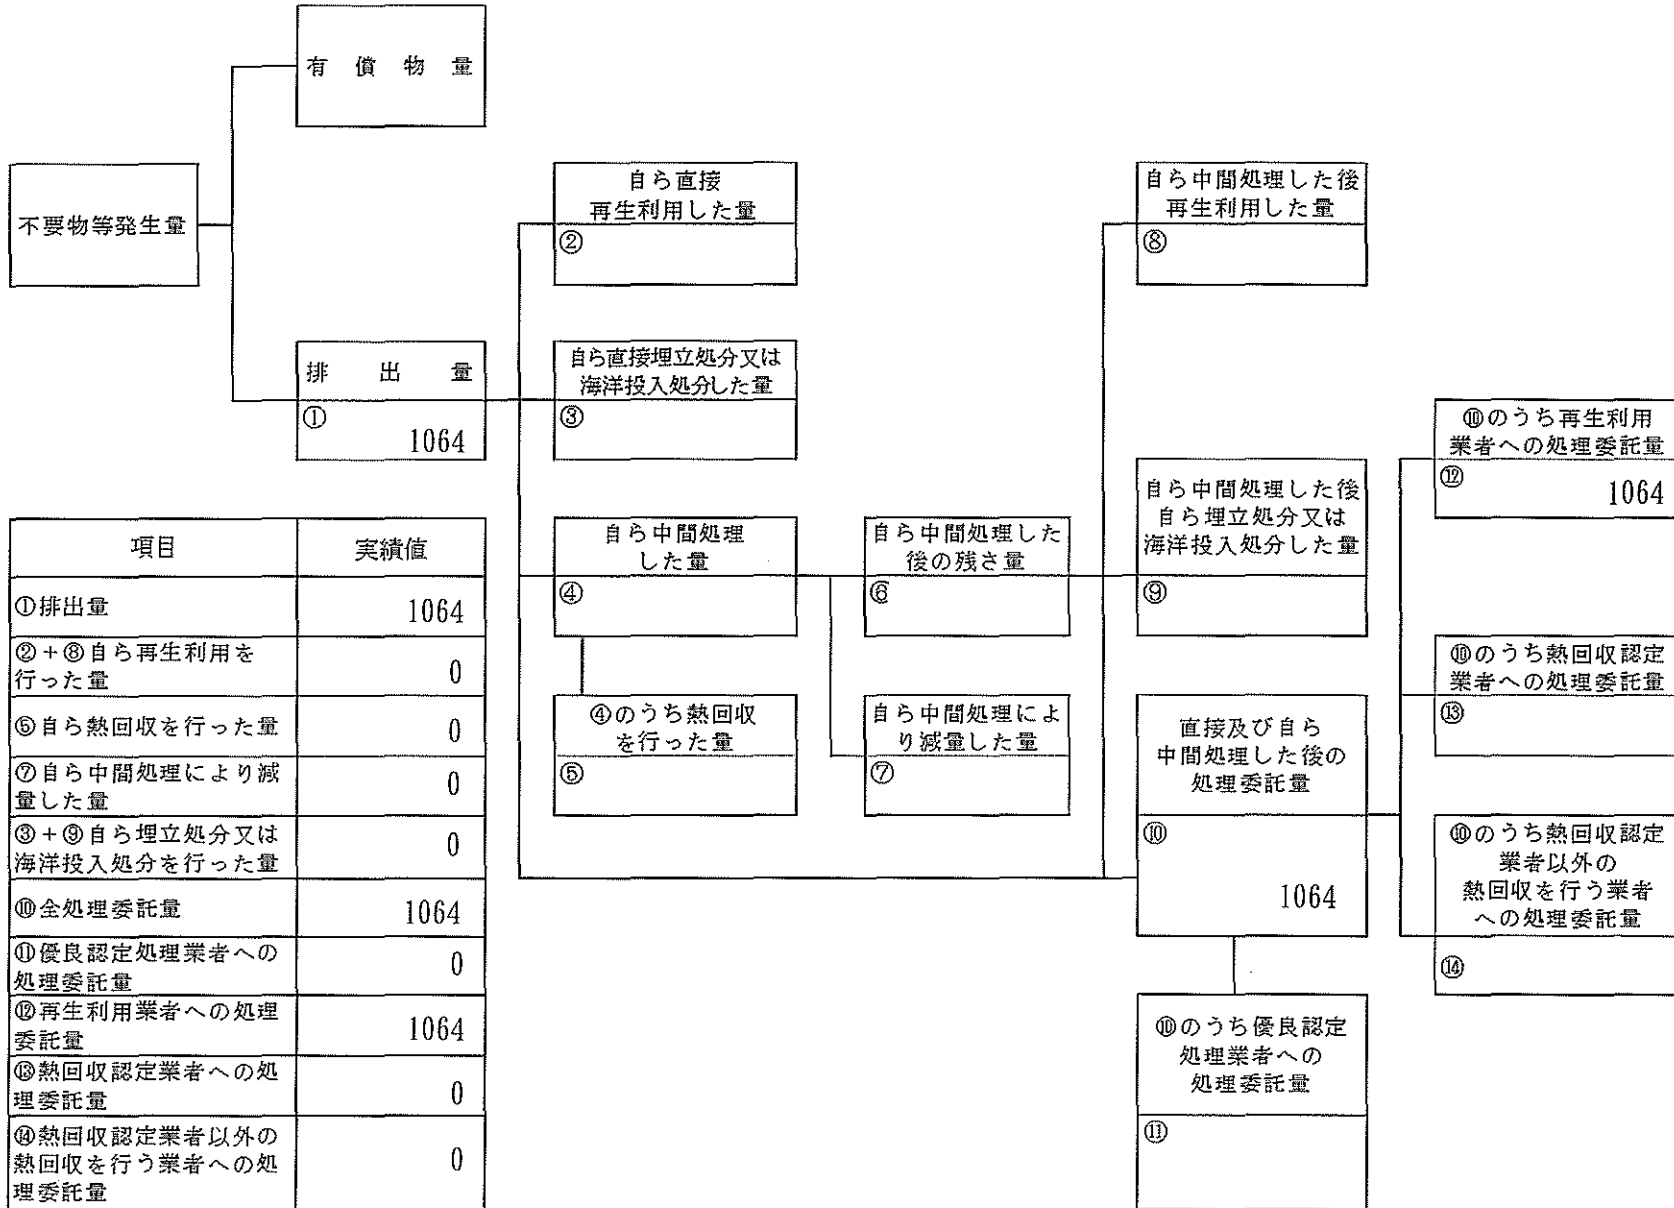 有償物量
不要物等発生量
排出量
①
1064
自ら直接
再生利用した量
②
自ら直接埋立処分又は
海洋投入処分した量
③
自ら中間処理
した量
④
④のうち熱回収
を行った量
⑤
自ら中間処理した
後の残さ量
⑥
自ら中間処理によ
り減量した量
⑦
自ら中間処理した後
再生利用した量
⑧
自ら中間処理した後
自ら埋立処分又は
海洋投入処分した量
⑨
直接及び自ら
中間処理した後の
処理委託量
⑩
1064
⑩のうち優良認定
処理業者への
処理委託量
⑪
⑩のうち再生利用
業者への処理委託量
⑫
1064
⑩のうち熱回収認定
業者への処理委託量
⑬
⑩のうち熱回収認定
業者以外の
熱回収を行う業者
への処理委託量
⑭
項目 実績値
①排出量 1064
②+⑧自ら再生利用を
行った量 0
⑤自ら熱回収を行った量 0
⑦自ら中間処理により減
量した量 0
③+⑨自ら埋立処分又は
海洋投入処分を行った量 0
⑩全処理委託量 1064
⑪優良認定処理業者への
処理委託量 0
⑫再生利用業者への処理
委託量 1064
⑬熱回収認定業者への処
理委託量 0
⑭熱回収認定業者以外の
熱回収を行う業者への処
理委託量 0